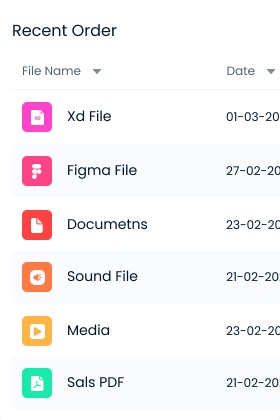 Recent Order
File Name Date
Xd File 01-03-20
Figma File 27-02-20
Documetns 23-02-20
Sound File 21-02-20
Media 23-02-20
Sals PDF 21-02-20